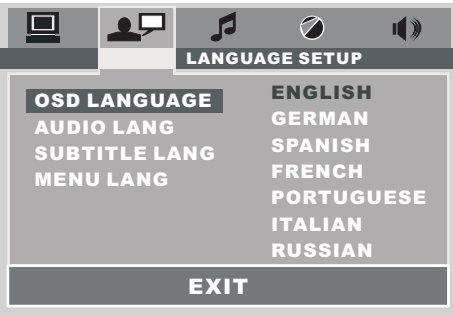 LANGUAGE SETUP
OSD LANGUAGE
AUDIO LANG
SUBTITLE LANG
MENU LANG
ENGLISH
GERMAN
SPANISH
FRENCH
PORTUGUESE
ITALIAN
RUSSIAN
EXIT